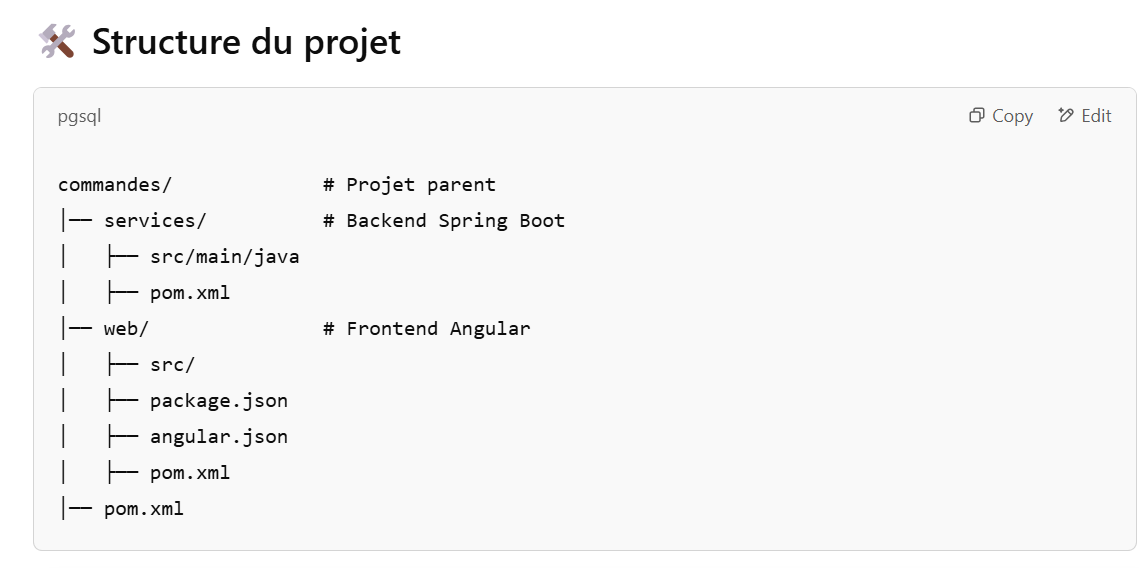 🛠️ Structure du projet
pgsql
Copy
Edit
commandes/             # Projet parent
│── services/          # Backend Spring Boot
│   ├── src/main/java
│   ├── pom.xml
│── web/               # Frontend Angular
│   ├── src/
│   ├── package.json
│   ├── angular.json
│   ├── pom.xml
│── pom.xml